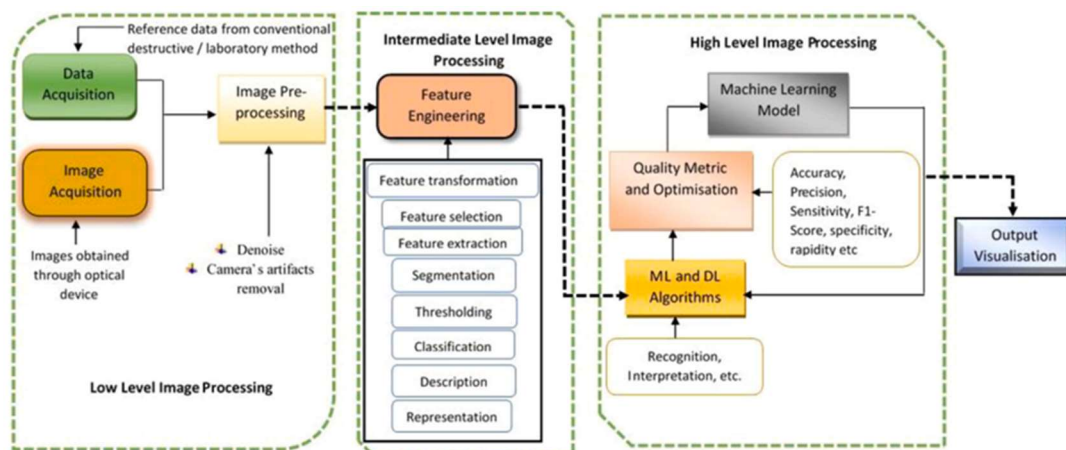 Reference data from conventional
destructive / laboratory method
Data
Acquisition
Image
Acquisition
Images obtained
through optical
device
Image Pre-
processing
Denoise
Camera`s artifacts
removal
Low Level Image Processing
Intermediate Level Image
Processing
Feature
Engineering
Feature transformation
Feature selection
Feature extraction
Segmentation
Thresholding
Classification
Description
Representation
High Level Image Processing
Machine Learning
Model
Quality Metric
and Optimisation
Accuracy,
Precision,
Sensitivity, F1-
Score, specificity,
rapidity etc
ML and DL
Algorithms
Recognition,
Interpretation, etc.
Output
Visualisation